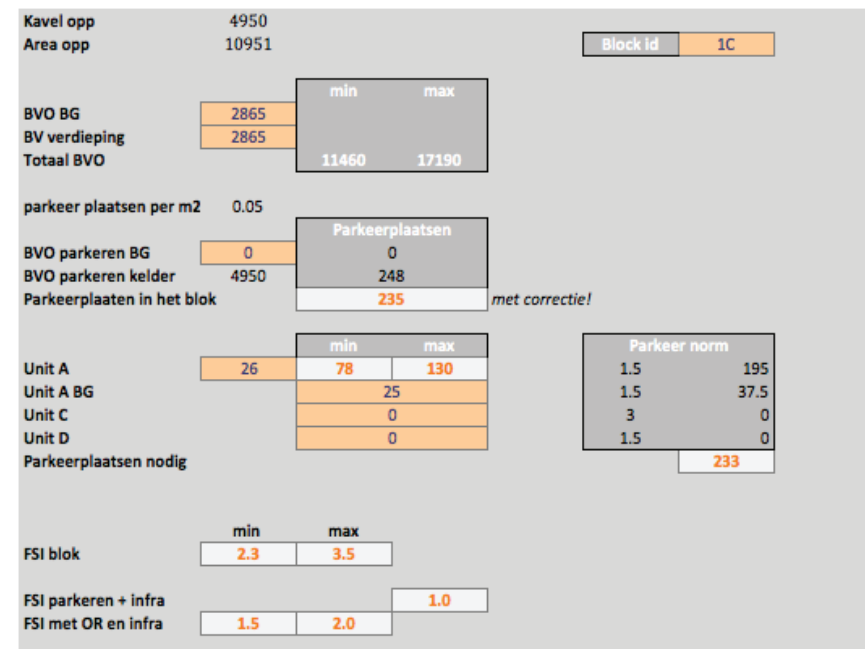 Kavel opp 4950
Area opp 10951 Block id 1C
min max
BVO BG 2865
BV verdieping 2865
Totaal BVO 11460 17190
parkeer plaatsen per m2 0.05
Parkeerplaatsen
BVO parkeren BG 0 0
BVO parkeren kelder 4950 248
Parkeerplaaten in het blok 235 met correctie!
min max Parkeer norm
Unit A 26 78 130 1.5 195
Unit A BG 25 1.5 37.5
Unit C 0 3 0
Unit D 0 1.5 0
Parkeerplaatsen nodig 233
min max
FSI blok 2.3 3.5
FSI parkeren + infra 1.0
FSI met OR en infra 1.5 2.0